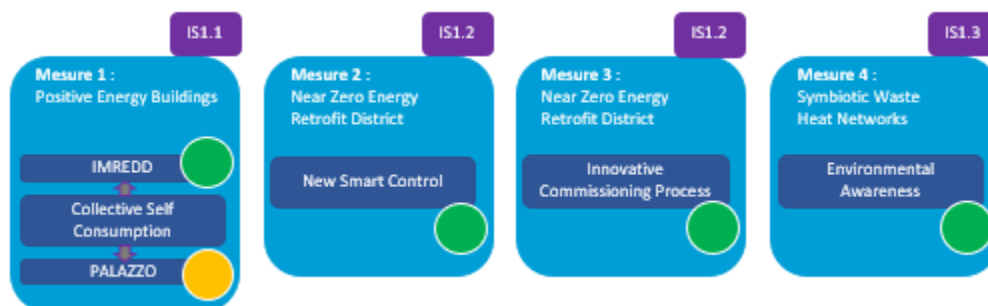 IS1.1
Mesure 1 :
Positive Energy Buildings
IMREDD
Collective Self
Consumption
PALAZZO
IS1.2
Mesure 2 :
Near Zero Energy
Retrofit District
New Smart Control
IS1.2
Mesure 3 :
Near Zero Energy
Retrofit District
Innovative
Commissioning Process
IS1.3
Mesure 4 :
Symbiotic Waste
Heat Networks
Environmental
Awareness